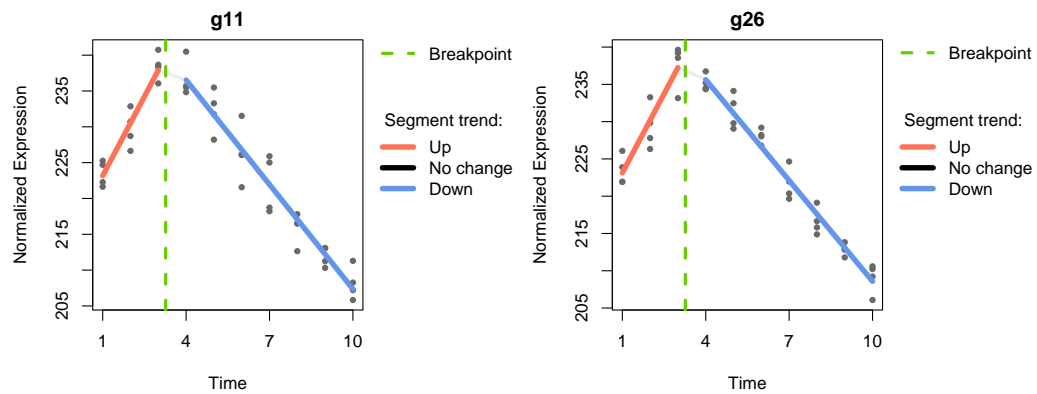 g11
Normalized Expression
205
215
225
235
1 4 7 10
Time
Breakpoint
Segment trend:
Up
No change
Down
g26
Normalized Expression
205
215
225
235
1 4 7 10
Time
Breakpoint
Segment trend:
Up
No change
Down